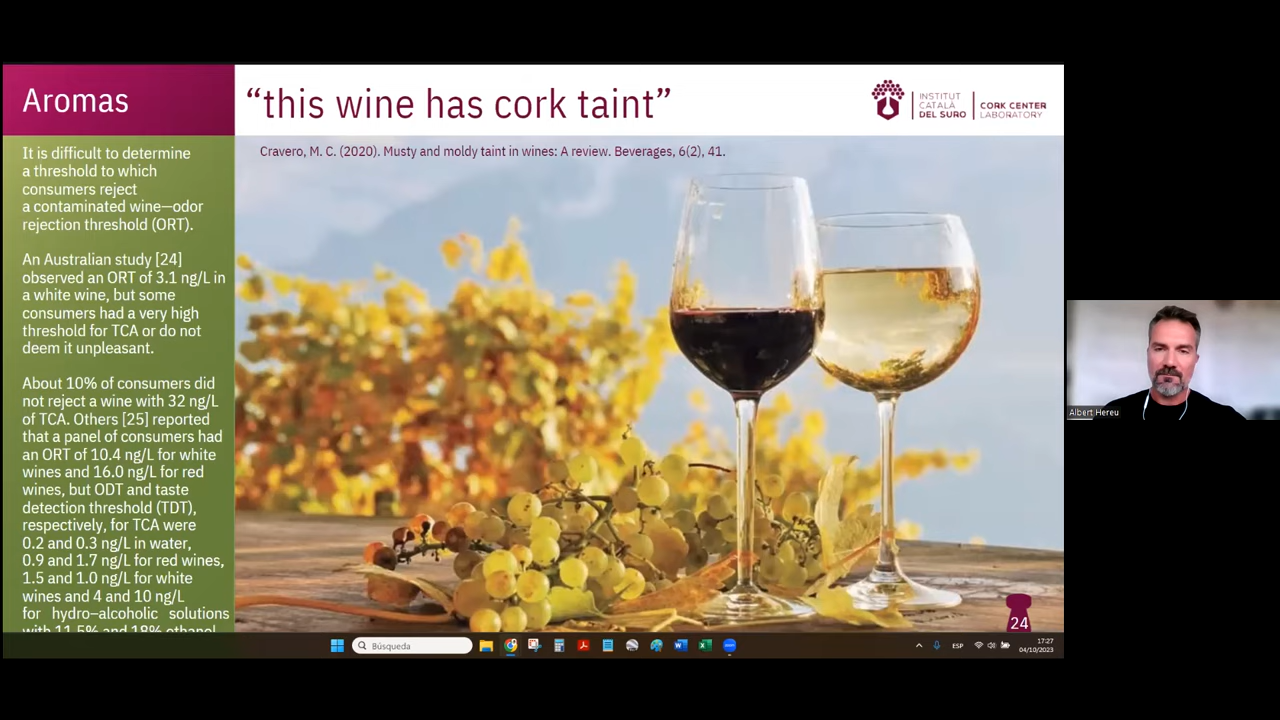 Aromas
“this wine has cork taint”
INSTITUT
CATALÀ
DEL SURO
CORK CENTER
LABORATORY
Cravero, M. C. (2020). Musty and moldy taint in wines: A review. Beverages, 6(2), 41.
It is difficult to determine
a threshold to which
consumers reject
a contaminated wine—odor
rejection threshold (ORT).
An Australian study [24]
observed an ORT of 3.1 ng/L in
a white wine, but some
consumers had a very high
threshold for TCA or do not
deem it unpleasant.
About 10% of consumers did
not reject a wine with 32 ng/L
of TCA. Others [25] reported
that a panel of consumers had
an ORT of 10.4 ng/L for white
wines and 16.0 ng/L for red
wines, but ODT and taste
detection threshold (TDT),
respectively, for TCA were
0.2 and 0.3 ng/L in water,
0.9 and 1.7 ng/L for red wines,
1.5 and 1.0 ng/L for white
wines and 4 and 10 ng/L
for hydro–alcoholic solutions
with 11.5% and 18% ethanol
24
Albert Hereu
Búsqueda
ESP
17:27
04/10/2023